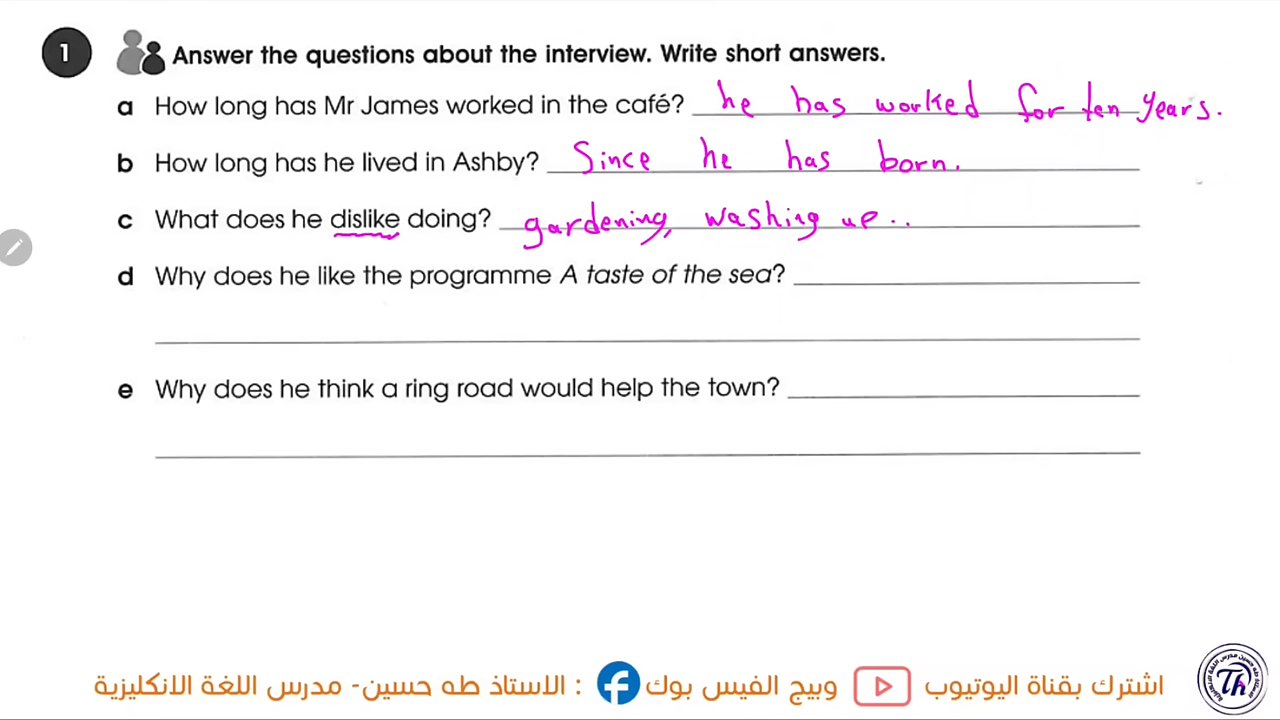 1 Answer the questions about the interview. Write short answers.
a How long has Mr James worked in the café? he has worked for ten years.
b How long has he lived in Ashby? Since he has born.
c What does he dislike doing? gardening, washing up..
d Why does he like the programme A taste of the sea?
e Why does he think a ring road would help the town?
اشترك بقناة اليوتيوب وبيج الفيس بوك : الاستاذ طه حسين- مدرس اللغة الانكليزية
Th